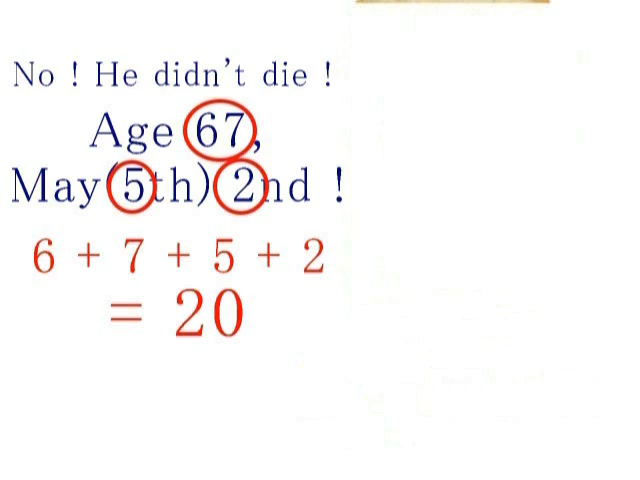 No ! He didn't die !
Age 67,
May(5th) 2nd !
6 + 7 + 5 + 2
= 20